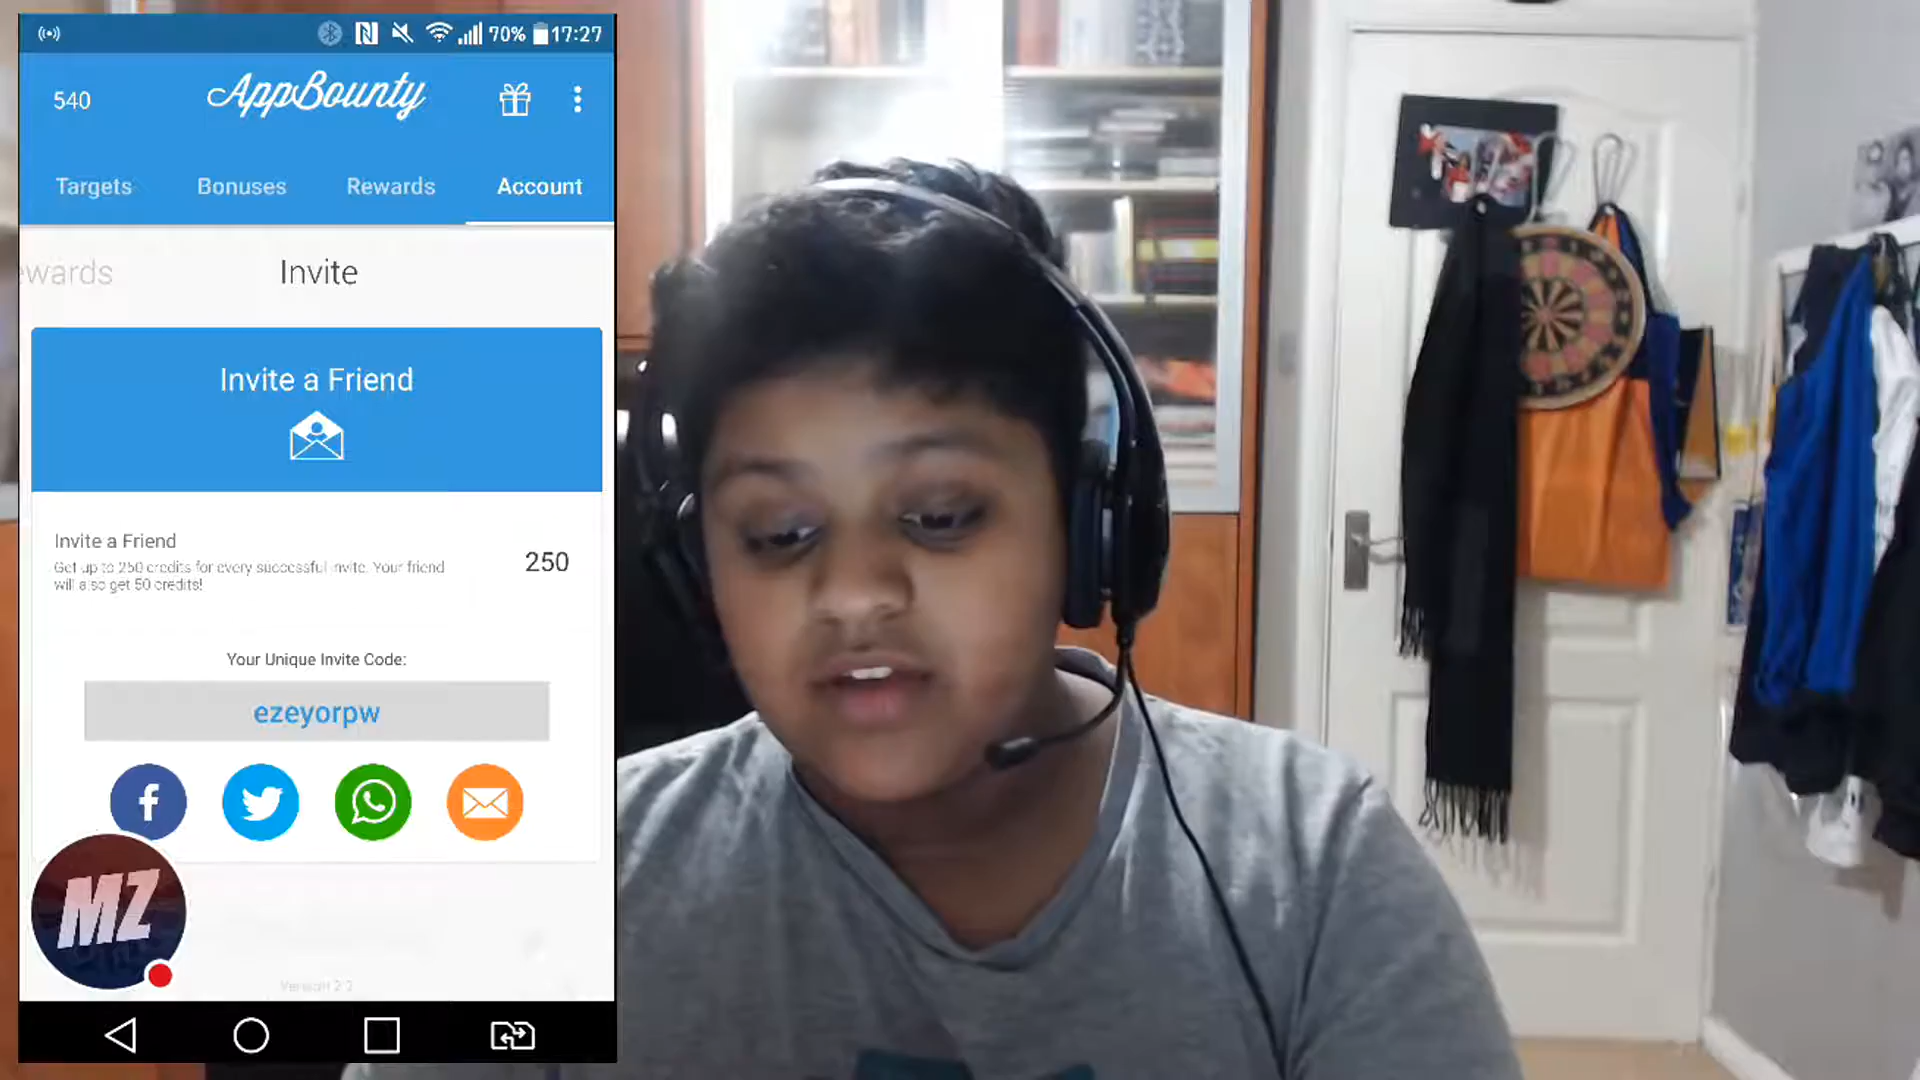 70% 17:27
540 AppBounty
Targets Bonuses Rewards Account
ewards Invite
Invite a Friend
Invite a Friend
Get up to 250 credits for every successful invite. Your friend
will also get 50 credits!
250
Your Unique Invite Code:
ezeyorpw
MZ